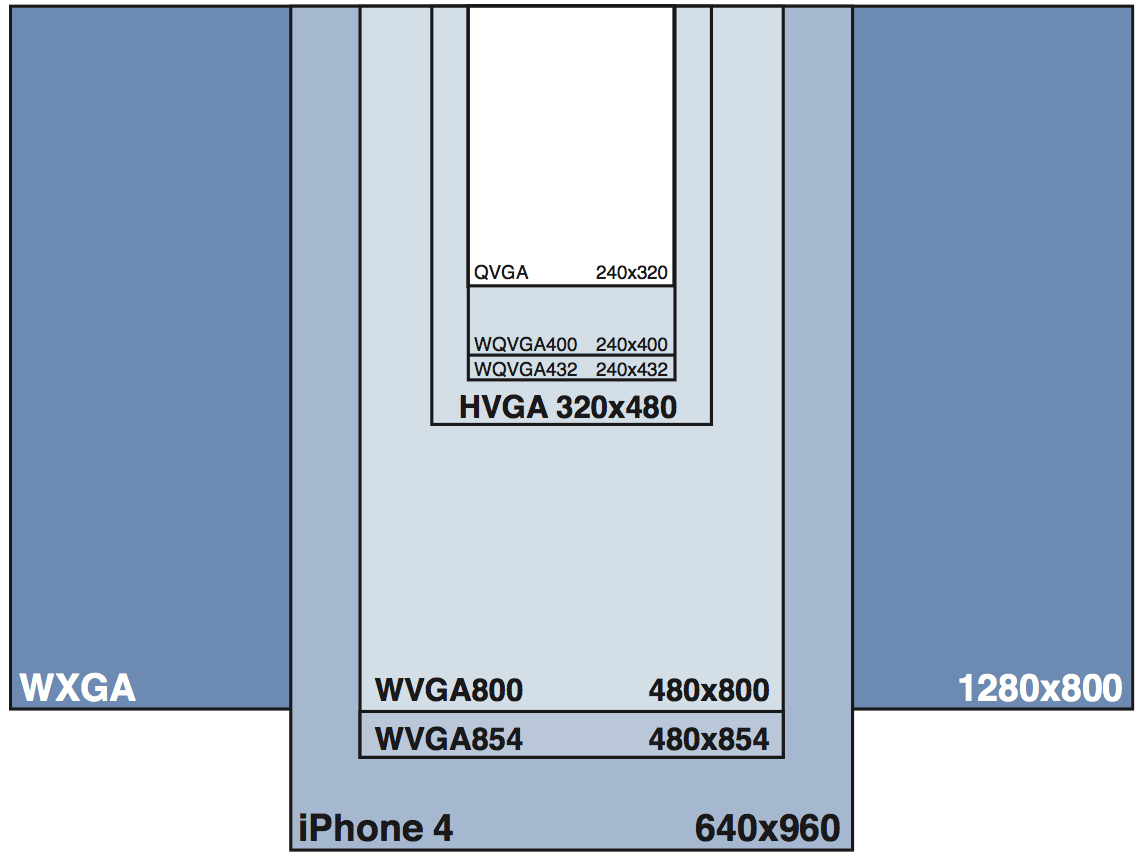 QVGA 240x320
WQVGA400 240x400
WQVGA432 240x432
HVGA 320x480
WXGA 1280x800
WVGA800 480x800
WVGA854 480x854
iPhone 4 640x960